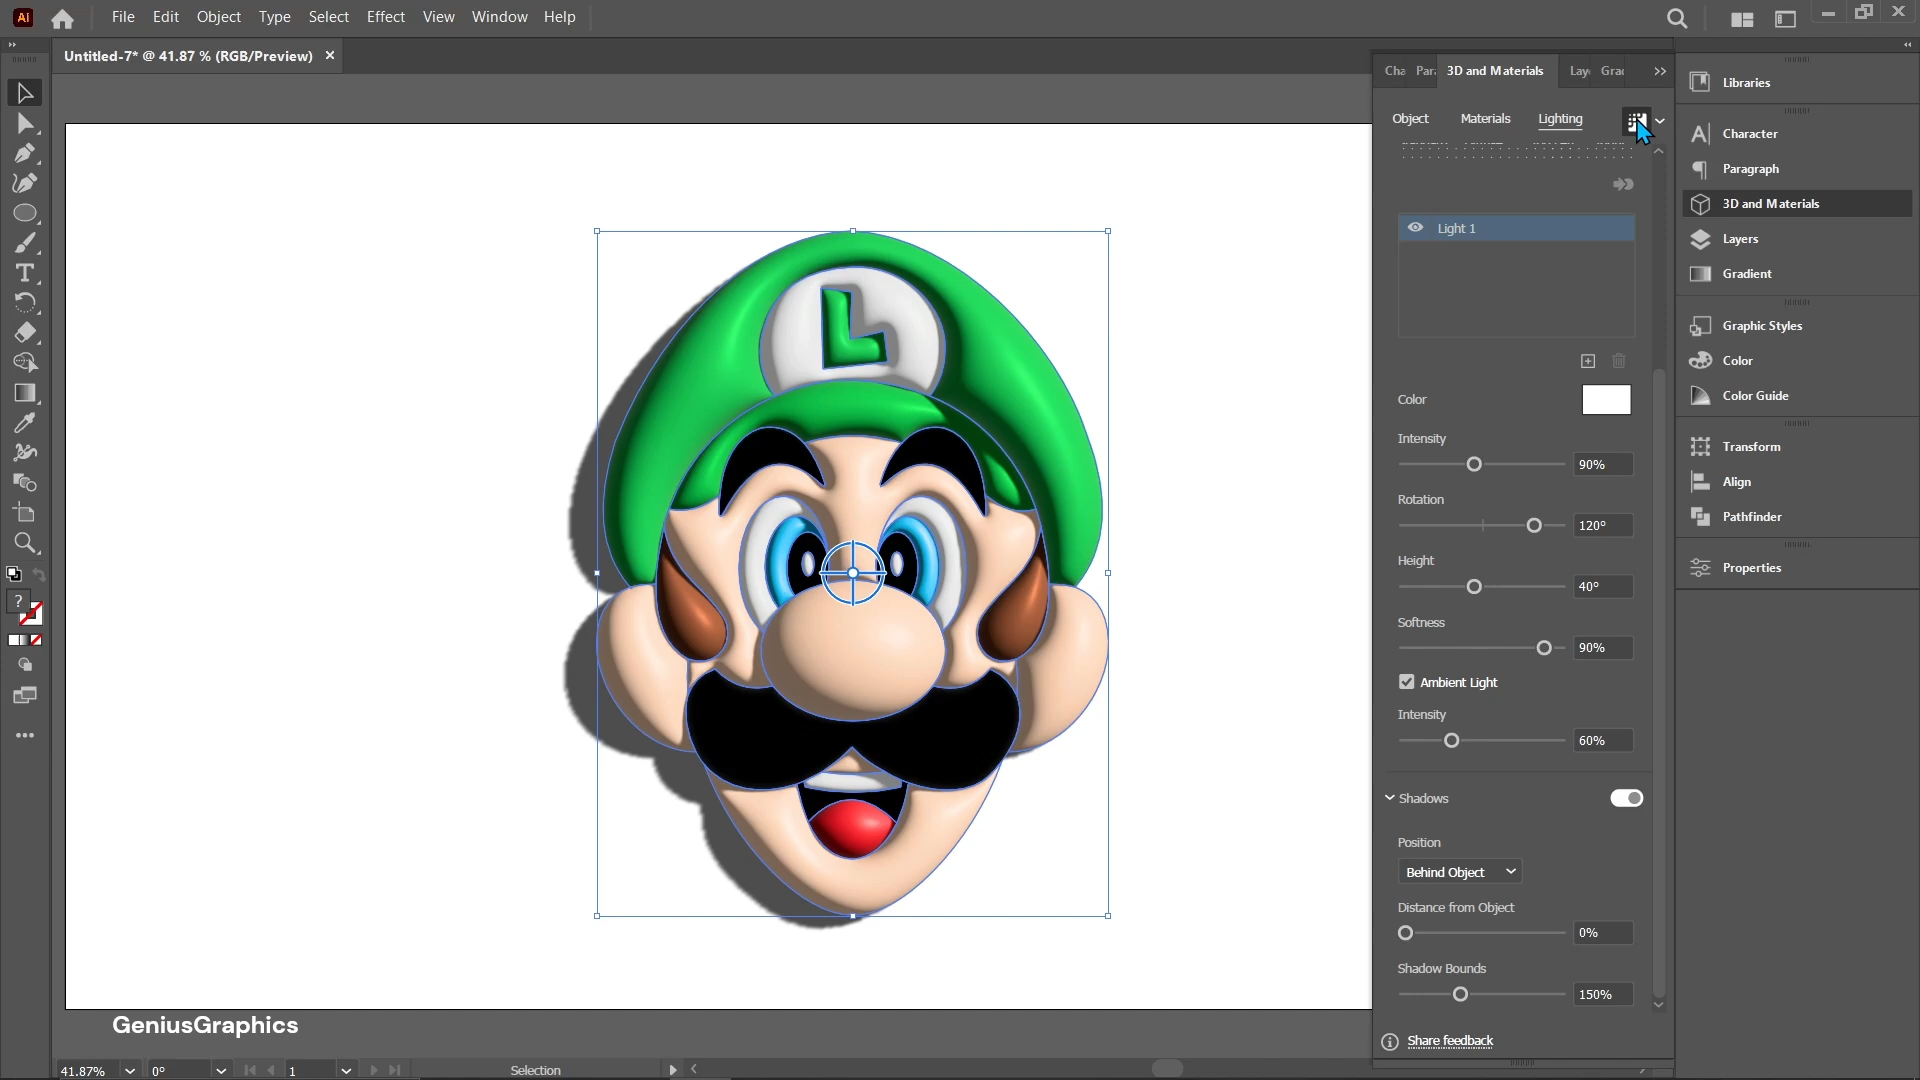 Ai
File Edit Object Type Select Effect View Window Help
Untitled-7* @ 41.87 % (RGB/Preview)
Cha Par 3D and Materials Lay Grac
Object Materials Lighting
Light 1
Color
Intensity
90%
Rotation
120°
Height
40°
Softness
90%
Ambient Light
Intensity
60%
Shadows
Position
Behind Object
Distance from Object
0%
Shadow Bounds
150%
Share feedback
Libraries
Character
Paragraph
3D and Materials
Layers
Gradient
Graphic Styles
Color
Color Guide
Transform
Align
Pathfinder
Properties
L
?
GeniusGraphics
41.87% 0° 1 Selection